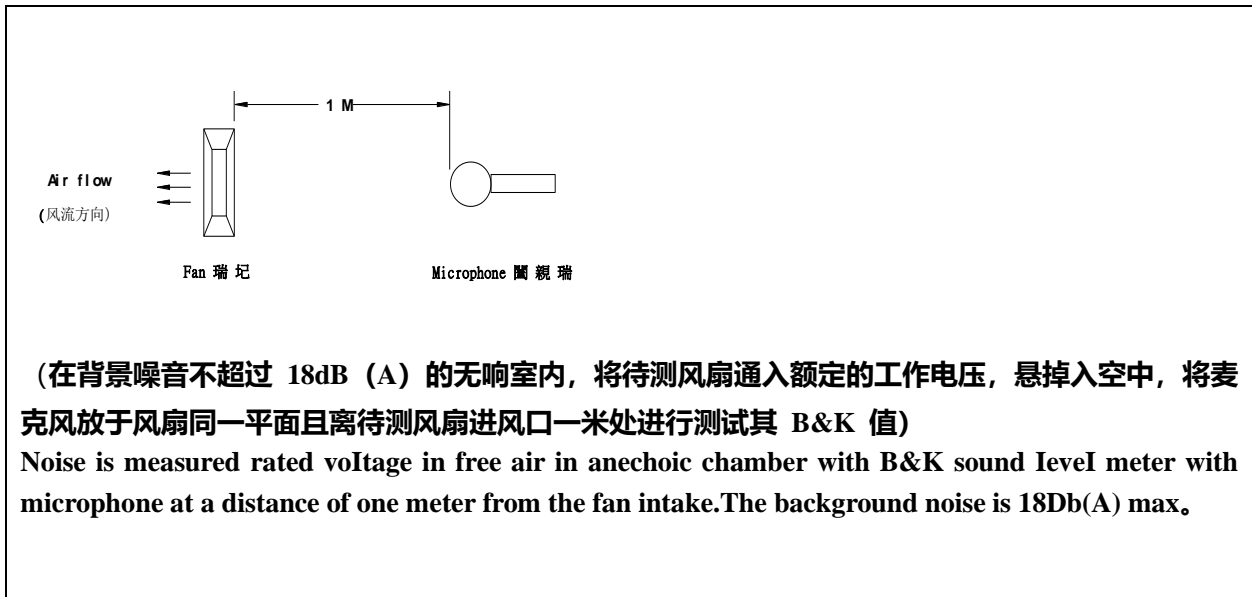 1 M
Air flow
(风流方向)
Fan 瑞 圮
Microphone 闔 親 瑞
（在背景噪音不超过 18dB（A）的无响室内，将待测风扇通入额定的工作电压，悬掉入空中，将麦
克风放于风扇同一平面且离待测风扇进风口一米处进行测试其 B&K 值)
Noise is measured rated voItage in free air in anechoic chamber with B&K sound IeveI meter with
microphone at a distance of one meter from the fan intake.The background noise is 18Db(A) max。